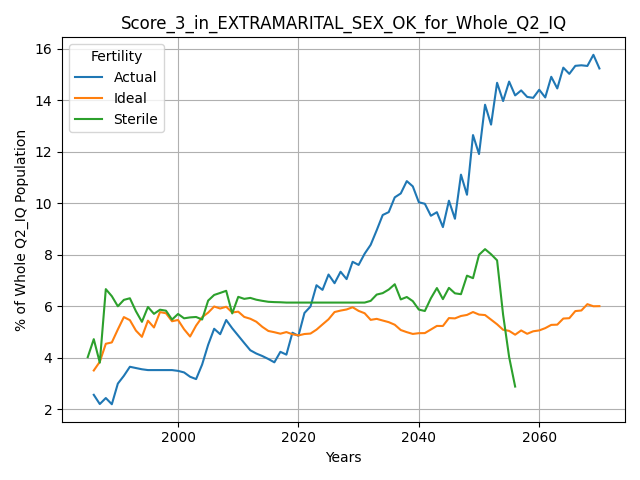 Score_3_in_EXTRAMARITAL_SEX_OK_for_Whole_Q2_IQ
Fertility
Actual
Ideal
Sterile
% of Whole Q2_IQ Population
16
14
12
10
8
6
4
2
2000
2020
2040
2060
Years